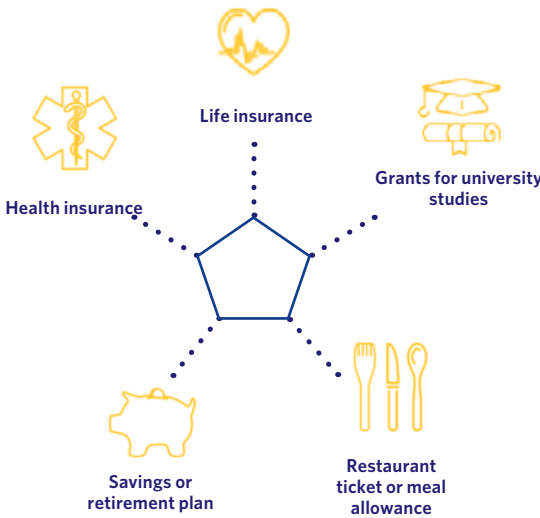 Life insurance
Grants for university
studies
Health insurance
Savings or
retirement plan
Restaurant
ticket or meal
allowance